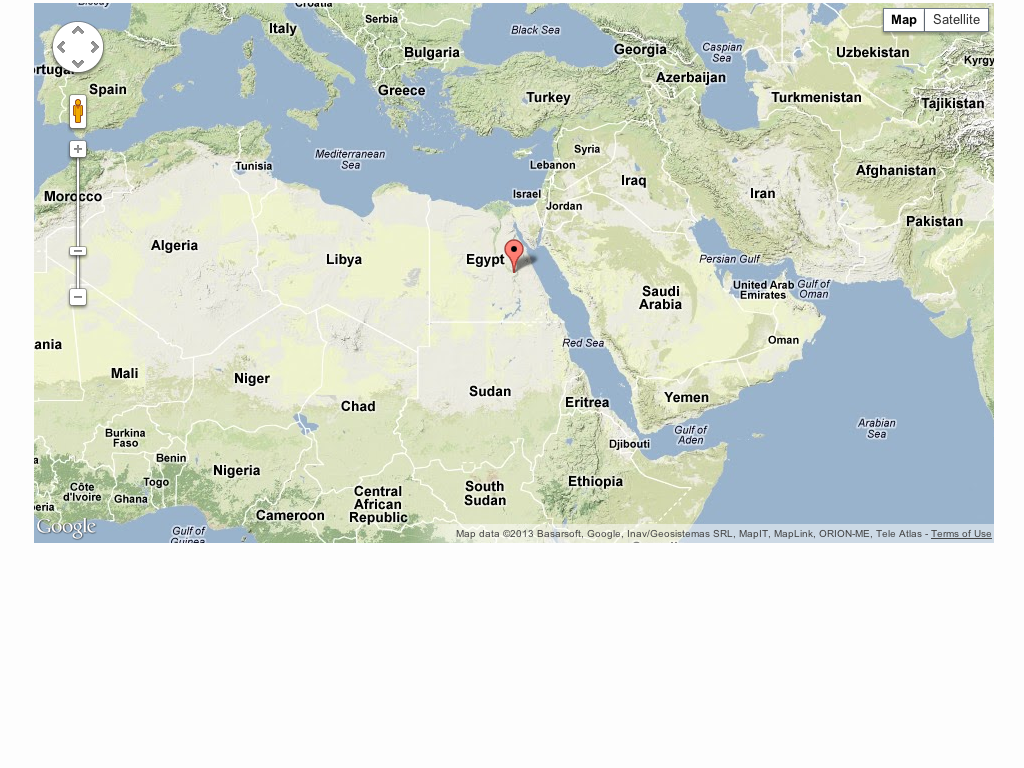 Croatia
Italy
Serbia
Black Sea
Bulgaria
Georgia
Caspian
Sea
Uzbekistan
Map
Satellite
Spain
Greece
Turkey
Azerbaijan
Turkmenistan
Tajikistan
Tunisia
Mediterranean
Sea
Syria
Lebanon
Iraq
Iran
Afghanistan
Morocco
Israel
Jordan
Pakistan
Algeria
Libya
Egypt
Persian Gulf
Saudi
Arabia
United Arab
Emirates
Gulf of
Oman
Oman
Red Sea
ania
Mali
Niger
Chad
Sudan
Eritrea
Yemen
Gulf of
Aden
Arabian
Sea
Djibouti
Burkina
Faso
Benin
Togo
Ghana
Côte
d'Ivoire
eria
Nigeria
Cameroon
Central
African
Republic
South
Sudan
Ethiopia
Gulf of
Guinea
Google
Map data ©2013 Basarsoft, Google, Inav/Geosistemas SRL, MapIT, MapLink, ORION-ME, Tele Atlas - Terms of Use